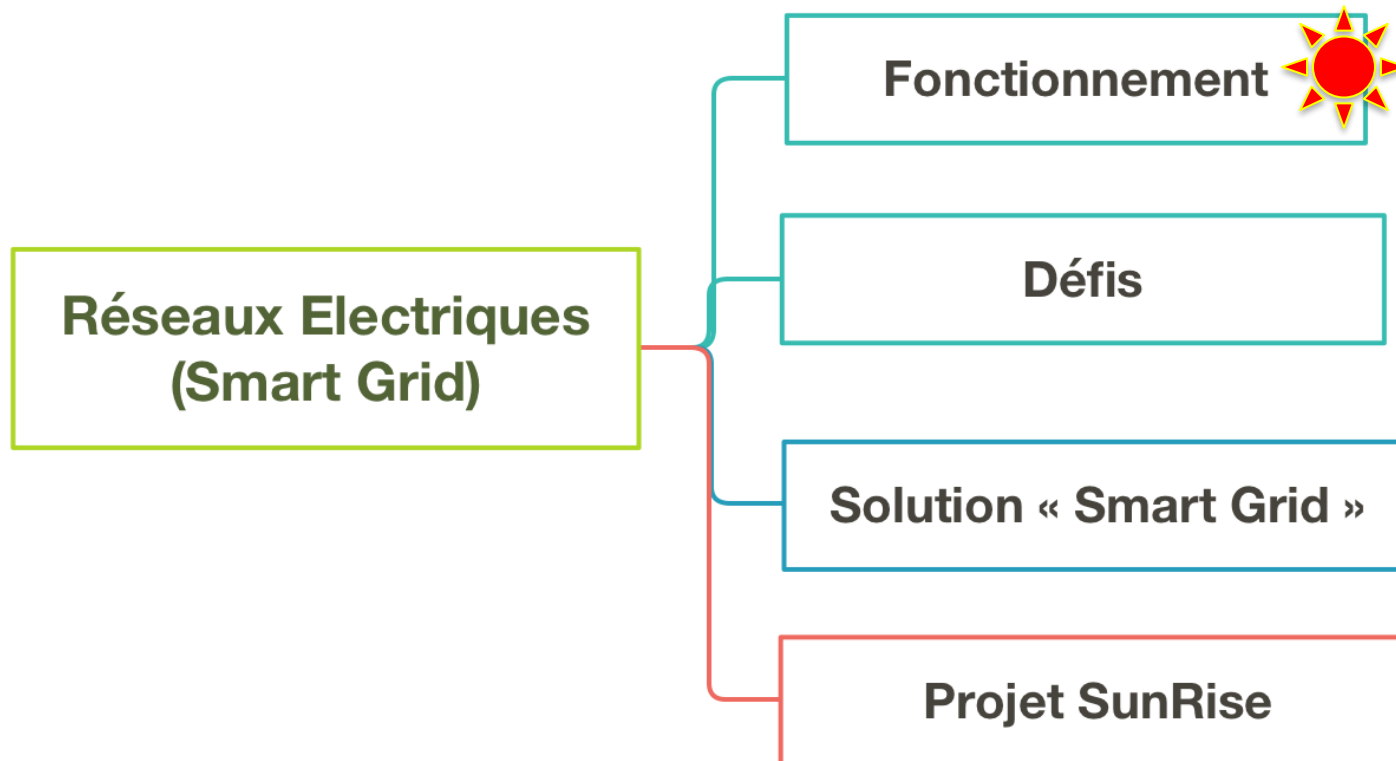 Fonctionnement
Défis
Réseaux Electriques
(Smart Grid)
Solution « Smart Grid »
Projet SunRise